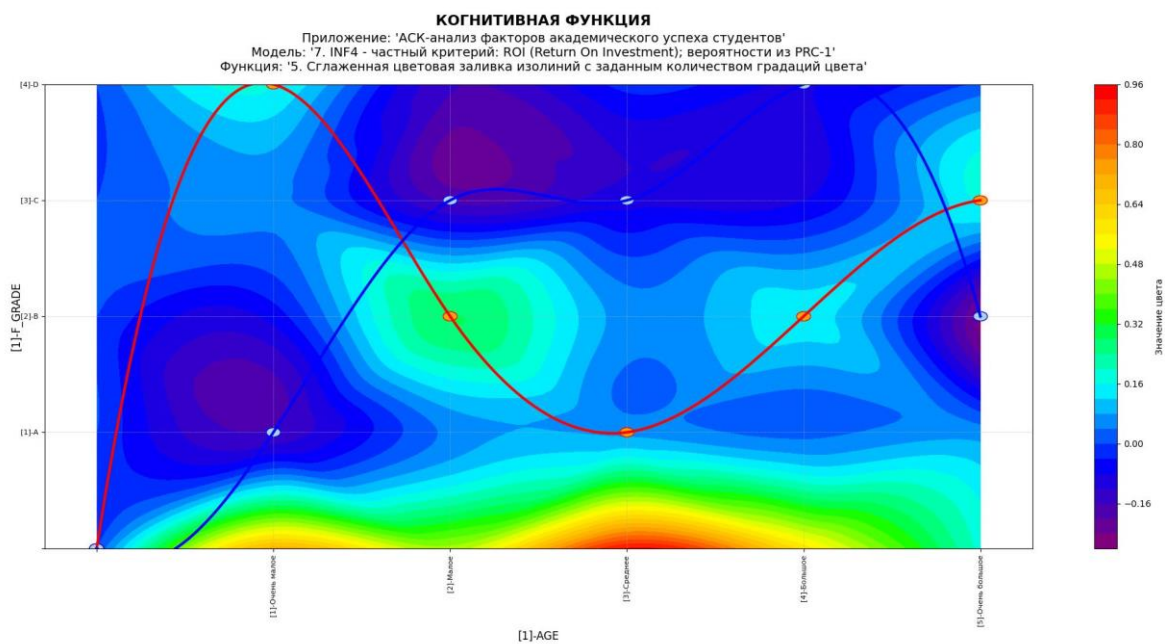 КОГНИТИВНАЯ ФУНКЦИЯ
Приложение: 'АСК-анализ факторов академического успеха студентов'
Модель: '7. INF4 - частный критерий: ROI (Return On Investment); вероятности из PRC-1'
Функция: '5. Сглаженная цветовая заливка изолиний с заданным количеством градаций цвета'
[4]-D
[3]-C
[2]-B
[1]-A
[1]-F_GRADE
[1]-Очень малое
[2]-Малое
[3]-Среднее
[4]-Большое
[5]-Очень большое
[1]-AGE
0.96
0.80
0.64
0.48
0.32
0.16
0.00
−0.16
Значение цвета